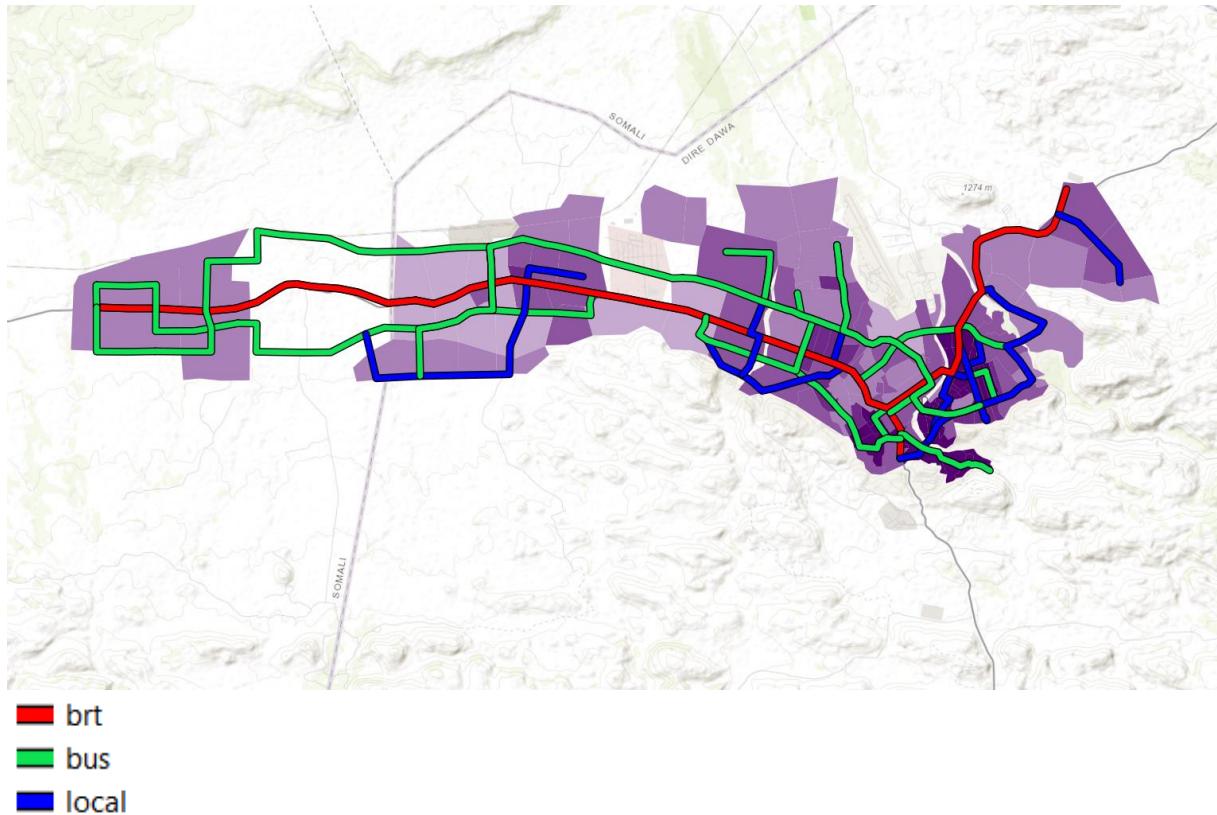 SOMALI
DIRE DAWA
1274 m
SOMALI
brt
bus
local